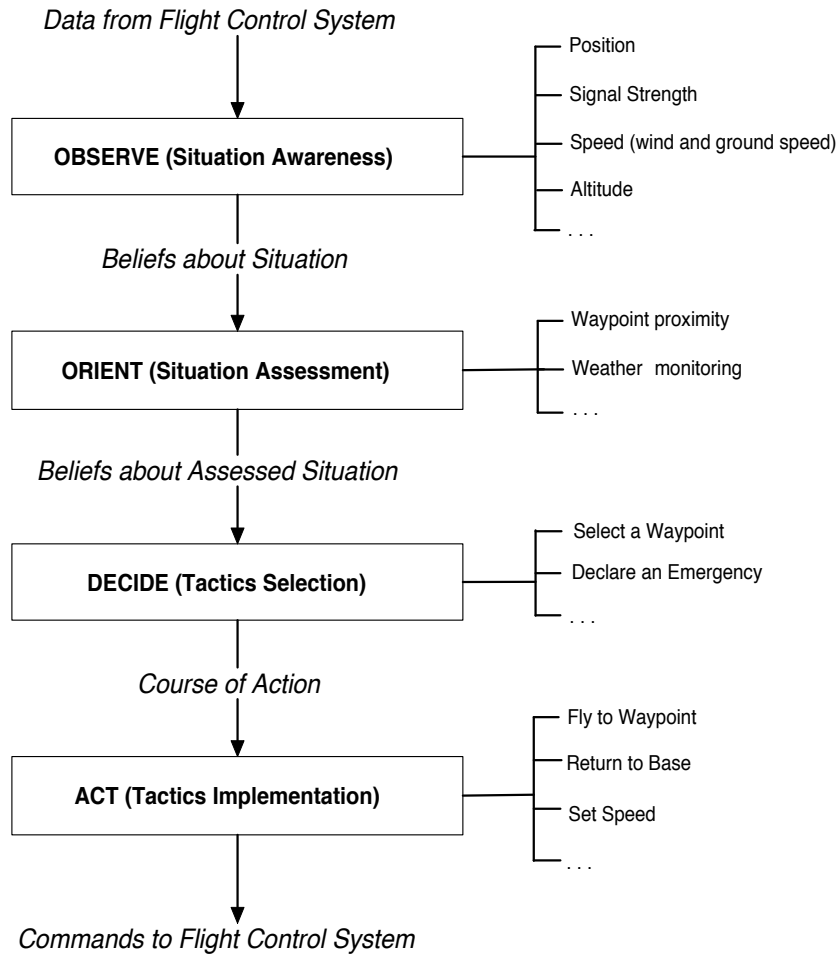 Data from Flight Control System
Position
Signal Strength
OBSERVE (Situation Awareness)
Speed (wind and ground speed)
Altitude
. . .
Beliefs about Situation
Waypoint proximity
ORIENT (Situation Assessment)
Weather monitoring
. . .
Beliefs about Assessed Situation
Select a Waypoint
DECIDE (Tactics Selection)
Declare an Emergency
. . .
Course of Action
Fly to Waypoint
Return to Base
ACT (Tactics Implementation)
Set Speed
. . .
Commands to Flight Control System